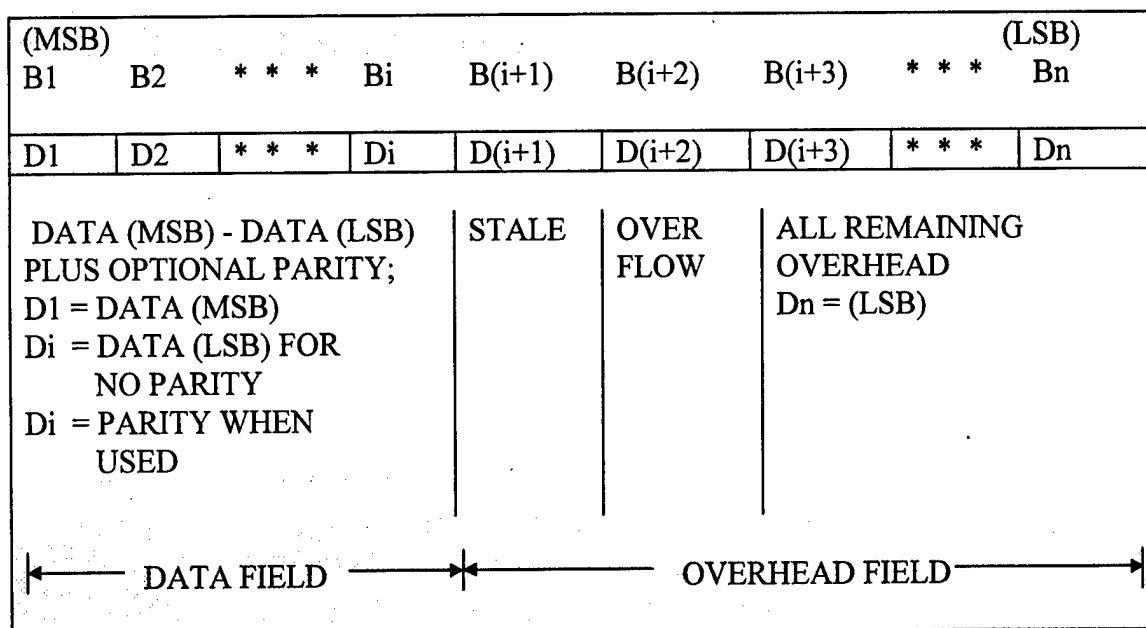 (MSB) (LSB)
B1 B2 * * * Bi B(i+1) B(i+2) B(i+3) * * * Bn
D1 D2 * * * Di D(i+1) D(i+2) D(i+3) * * * Dn
DATA (MSB) - DATA (LSB) STALE OVER ALL REMAINING
PLUS OPTIONAL PARITY; FLOW OVERHEAD
D1 = DATA (MSB) Dn = (LSB)
Di = DATA (LSB) FOR
NO PARITY
Di = PARITY WHEN
USED
DATA FIELD OVERHEAD FIELD